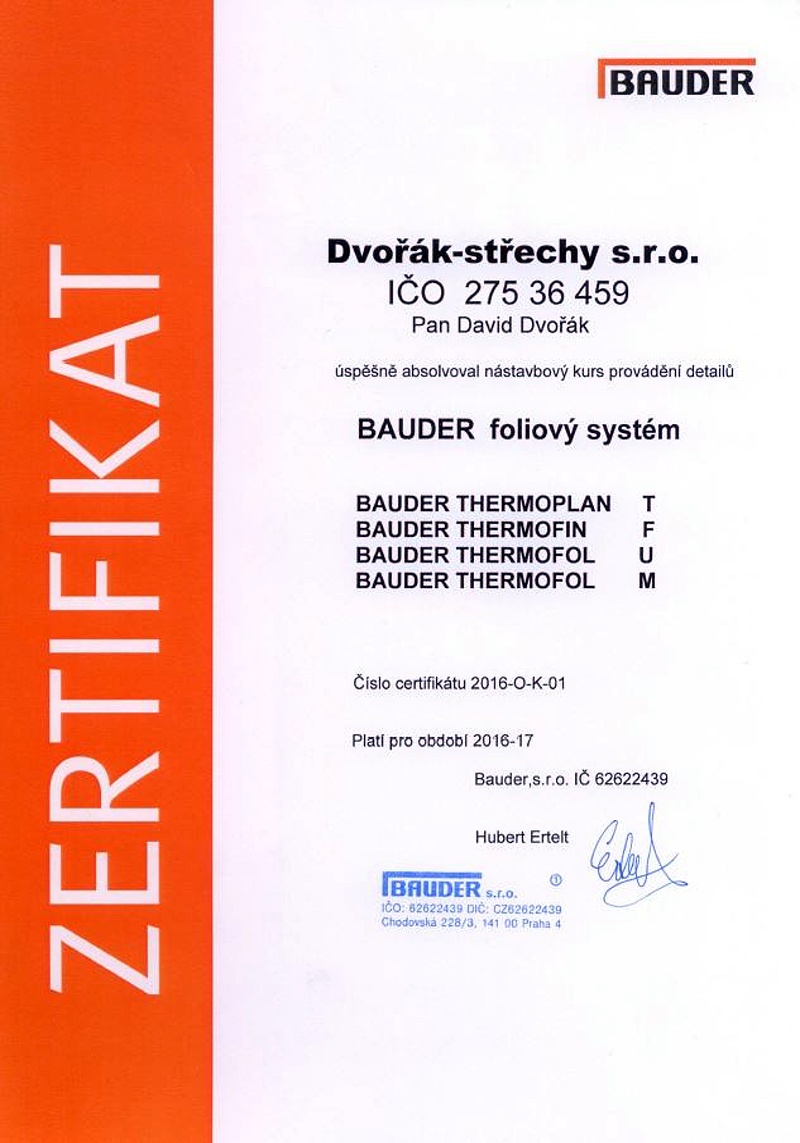 ZERTIFIKAT
BAUDER
Dvořák-střechy s.r.o.
IČO 275 36 459
Pan David Dvořák
úspěšně absolvoval nástavbový kurs provádění detailů
BAUDER foliový systém
BAUDER THERMOPLAN T
BAUDER THERMOFIN F
BAUDER THERMOFOL U
BAUDER THERMOFOL M
Číslo certifikátu 2016-O-K-01
Platí pro období 2016-17
Bauder,s.r.o. IČ 62622439
Hubert Ertelt
BAUDER s.r.o. ①
IČO: 62622439 DIČ: CZ62622439
Chodovská 228/3, 141 00 Praha 4